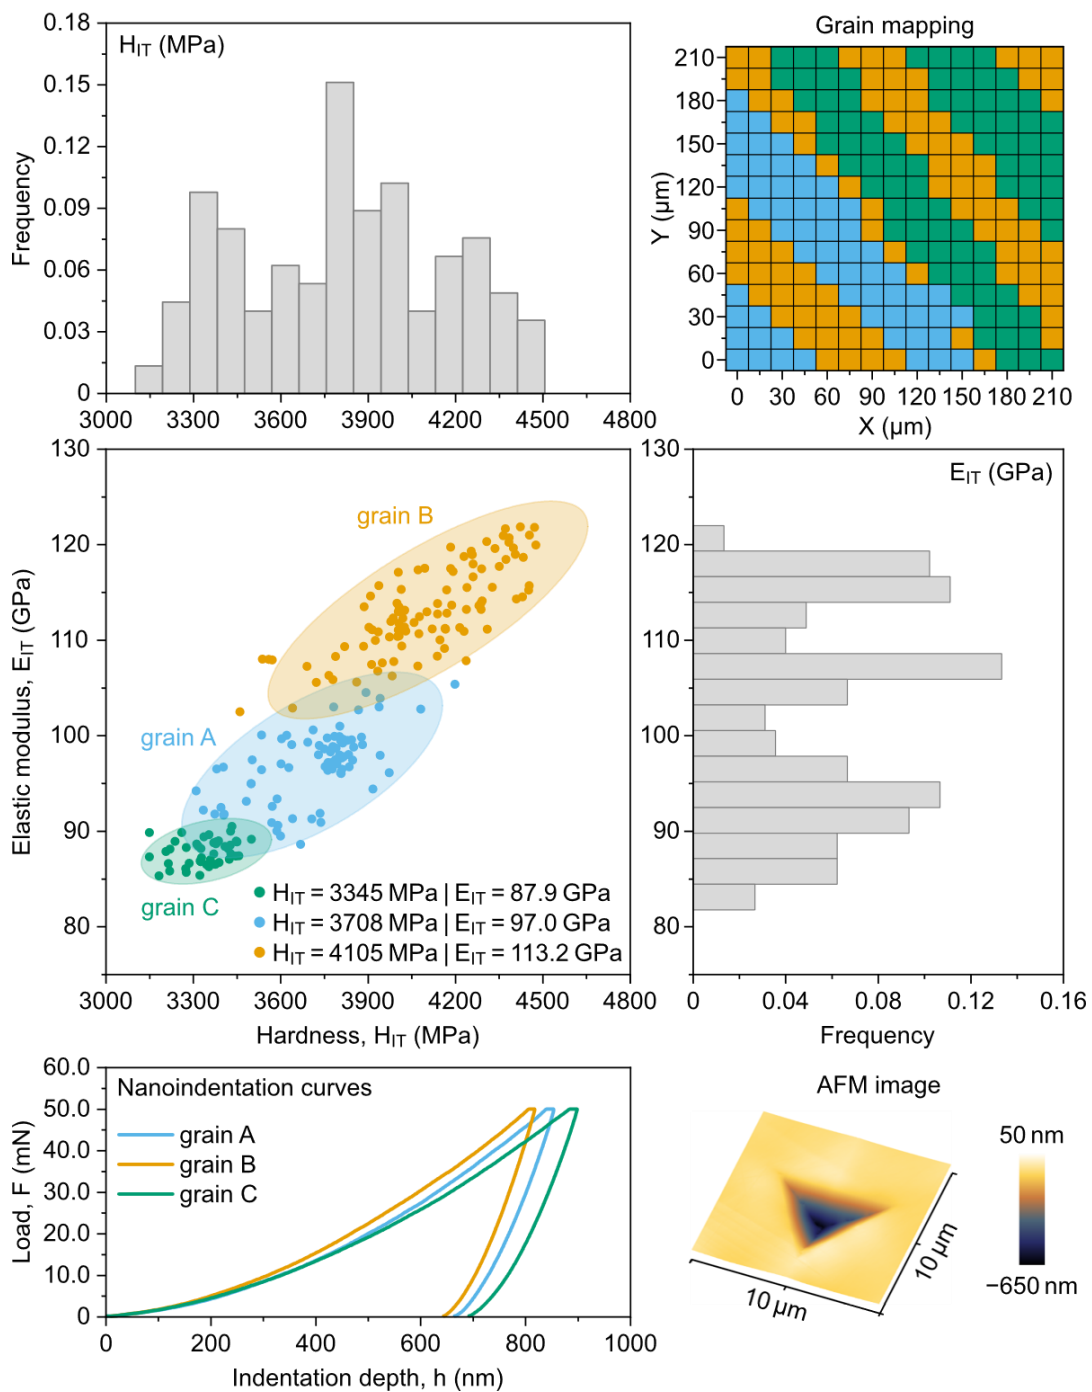 0.18
0.15
0.12
0.09
0.06
0.03
0
Frequency
H_IT (MPa)
3000 3300 3600 3900 4200 4500 4800
Grain mapping
210
180
150
120
90
60
30
0
Y (µm)
0 30 60 90 120 150 180 210
X (µm)
130
120
110
100
90
80
Elastic modulus, E_IT (GPa)
grain B
grain A
grain C
H_IT = 3345 MPa | E_IT = 87.9 GPa
H_IT = 3708 MPa | E_IT = 97.0 GPa
H_IT = 4105 MPa | E_IT = 113.2 GPa
3000 3300 3600 3900 4200 4500 4800
Hardness, H_IT (MPa)
E_IT (GPa)
130
120
110
100
90
80
0 0.04 0.08 0.12 0.16
Frequency
60.0
50.0
40.0
30.0
20.0
10.0
0
Load, F (mN)
Nanoindentation curves
grain A
grain B
grain C
0 200 400 600 800 1000
Indentation depth, h (nm)
AFM image
50 nm
−650 nm
10 µm
10 µm